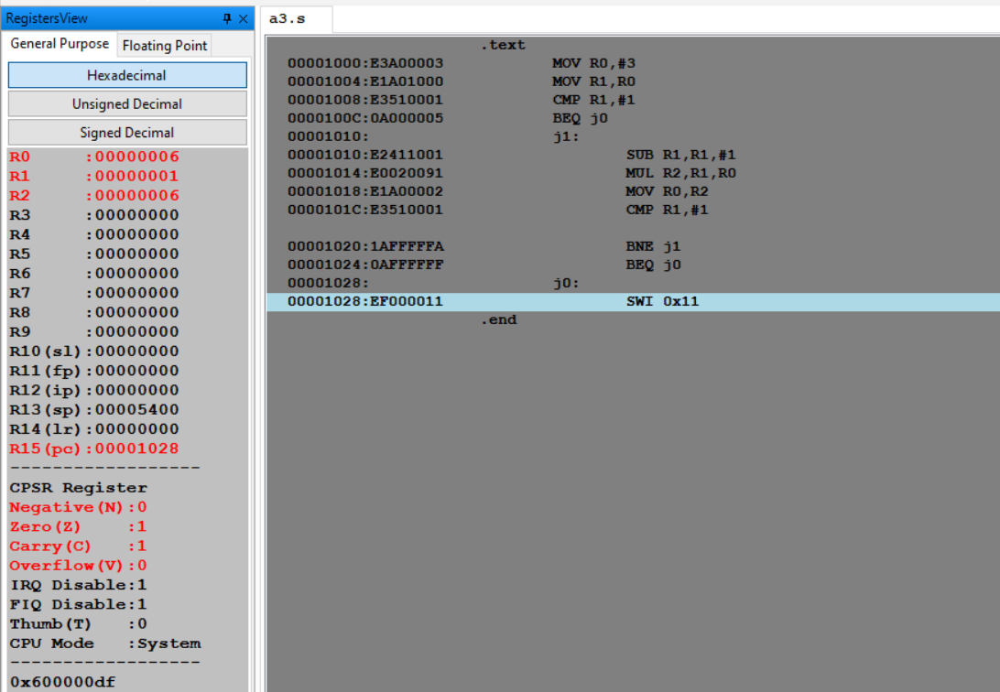 RegistersView
General Purpose Floating Point
Hexadecimal
Unsigned Decimal
Signed Decimal
R0 :00000006
R1 :00000001
R2 :00000006
R3 :00000000
R4 :00000000
R5 :00000000
R6 :00000000
R7 :00000000
R8 :00000000
R9 :00000000
R10(sl):00000000
R11(fp):00000000
R12(ip):00000000
R13(sp):00005400
R14(lr):00000000
R15(pc):00001028
------------------
CPSR Register
Negative(N):0
Zero(Z) :1
Carry(C) :1
Overflow(V):0
IRQ Disable:1
FIQ Disable:1
Thumb(T) :0
CPU Mode :System
------------------
0x600000df
a3.s
.text
00001000:E3A00003 MOV R0,#3
00001004:E1A01000 MOV R1,R0
00001008:E3510001 CMP R1,#1
0000100C:0A000005 BEQ j0
00001010: j1:
00001010:E2411001 SUB R1,R1,#1
00001014:E0020091 MUL R2,R1,R0
00001018:E1A00002 MOV R0,R2
0000101C:E3510001 CMP R1,#1
00001020:1AFFFFFA BNE j1
00001024:0AFFFFFF BEQ j0
00001028: j0:
00001028:EF000011 SWI 0x11
.end